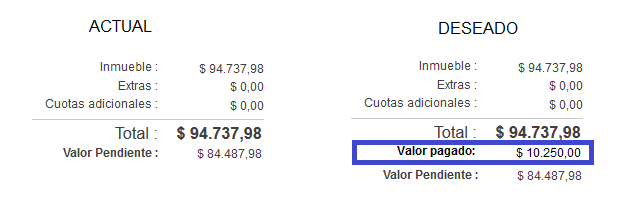 ACTUAL
Inmueble : $ 94.737,98
Extras : $ 0,00
Cuotas adicionales : $ 0,00
Total : $ 94.737,98
Valor Pendiente : $ 84.487,98
DESEADO
Inmueble : $ 94.737,98
Extras : $ 0,00
Cuotas adicionales : $ 0,00
Total : $ 94.737,98
Valor pagado: $ 10.250,00
Valor Pendiente : $ 84.487,98